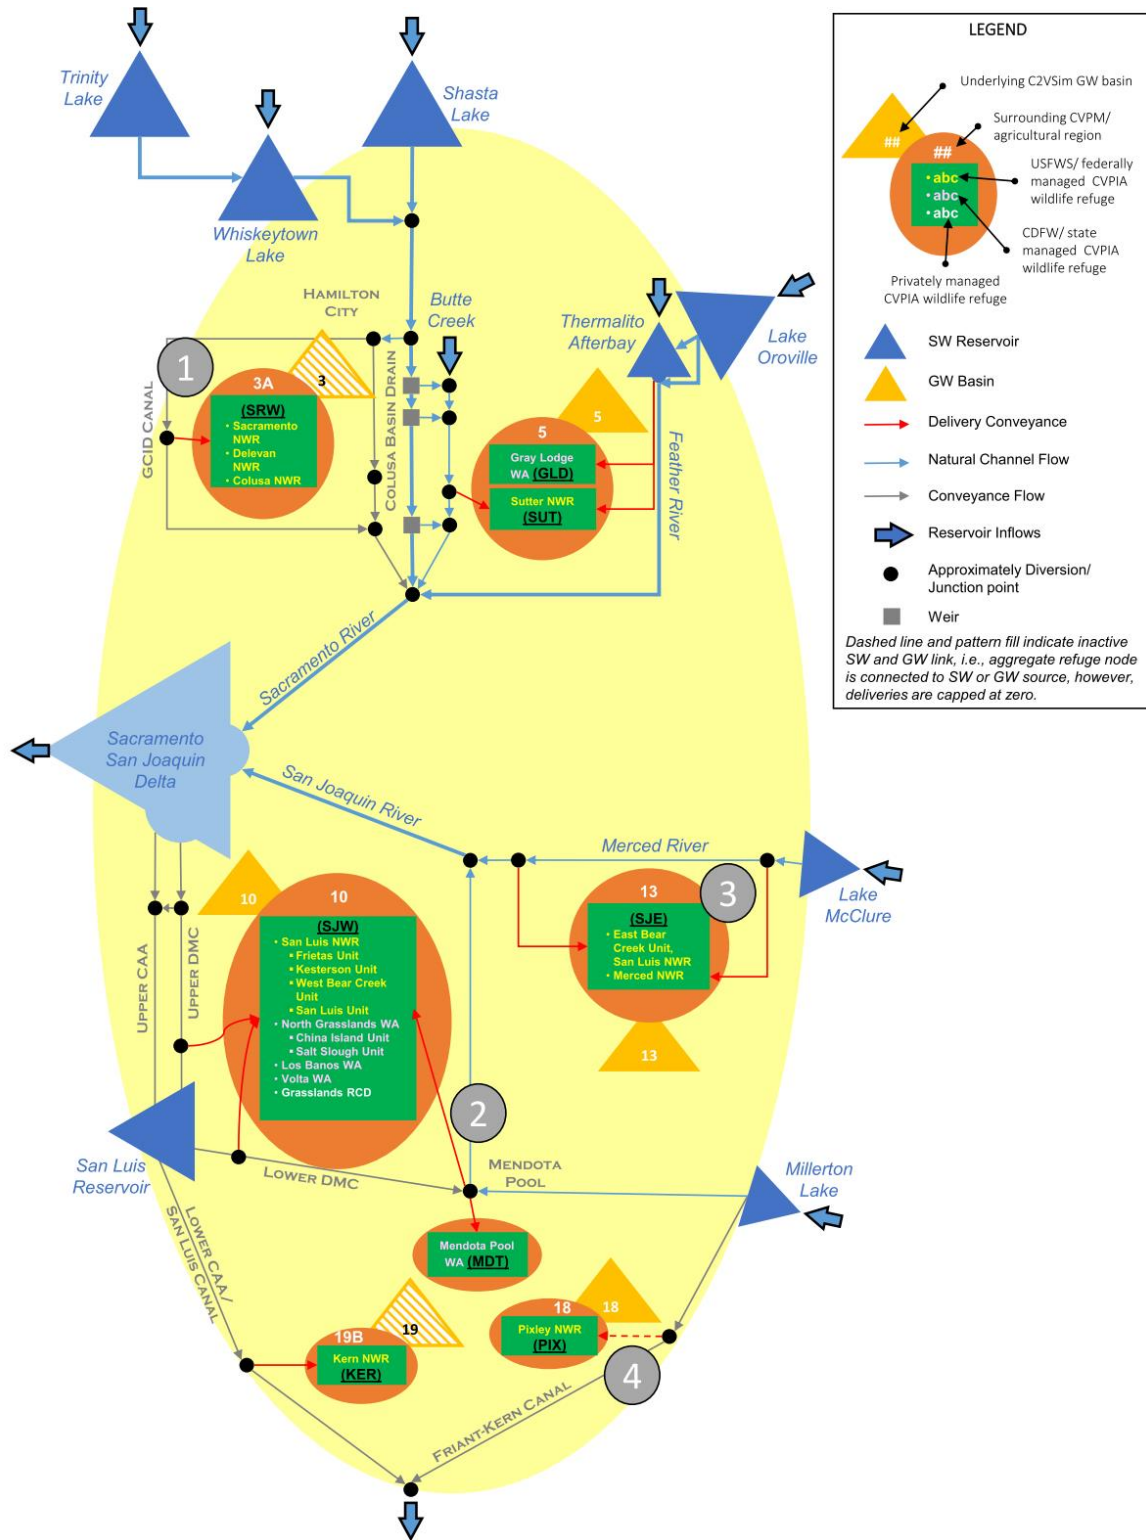 Trinity
Lake
Shasta
Lake
Whiskeytown
Lake
HAMILTON
CITY
Butte
Creek
Thermalito
Afterbay
Lake
Oroville
1
GCID CANAL
3A
3
(SRW)
• Sacramento
NWR
• Delevan
NWR
• Colusa NWR
COLUSA BASIN DRAIN
5
5
Gray Lodge
WA (GLD)
Sutter NWR
(SUT)
Feather River
Sacramento River
Sacramento
San Joaquin
Delta
San Joaquin River
Merced River
Lake
McClure
UPPER CAA
UPPER DMC
10
10
(SJW)
• San Luis NWR
▪ Frietas Unit
▪ Kesterson Unit
▪ West Bear Creek
Unit
▪ San Luis Unit
• North Grasslands WA
▪ China Island Unit
▪ Salt Slough Unit
• Los Banos WA
• Volta WA
• Grasslands RCD
13
3
(SJE)
• East Bear
Creek Unit,
San Luis NWR
• Merced NWR
13
2
San Luis
Reservoir
LOWER DMC
MENDOTA
POOL
Millerton
Lake
LOWER CAA/
SAN LUIS CANAL
Mendota Pool
WA (MDT)
19B
19
Kern NWR
(KER)
18
18
Pixley NWR
(PIX)
4
FRIANT-KERN CANAL
LEGEND
Underlying C2VSim GW basin
Surrounding CVPM/
agricultural region
USFWS/ federally
managed CVPIA
wildlife refuge
CDFW/ state
managed CVPIA
wildlife refuge
Privately managed
CVPIA wildlife refuge
##
##
• abc
• abc
• abc
SW Reservoir
GW Basin
Delivery Conveyance
Natural Channel Flow
Conveyance Flow
Reservoir Inflows
Approximately Diversion/
Junction point
Weir
Dashed line and pattern fill indicate inactive
SW and GW link, i.e., aggregate refuge node
is connected to SW or GW source, however,
deliveries are capped at zero.